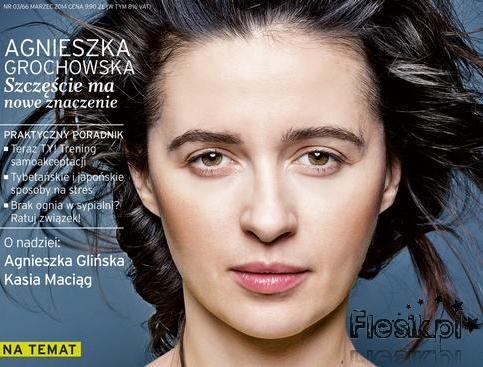 NR 03/66 MARZEC 2014 CENA 9,90 ZŁ (W TYM 8% VAT)
AGNIESZKA
GROCHOWSKA
Szczęście ma
nowe znaczenie
PRAKTYCZNY PORADNIK
Teraz TY! Trening
samoakceptacji
Tybetańskie i japońskie
sposoby na stres
Brak ognia w sypialni?
Ratuj związek!
O nadziei:
Agnieszka Glińska
Kasia Maciąg
NA TEMAT
Flesik.pl